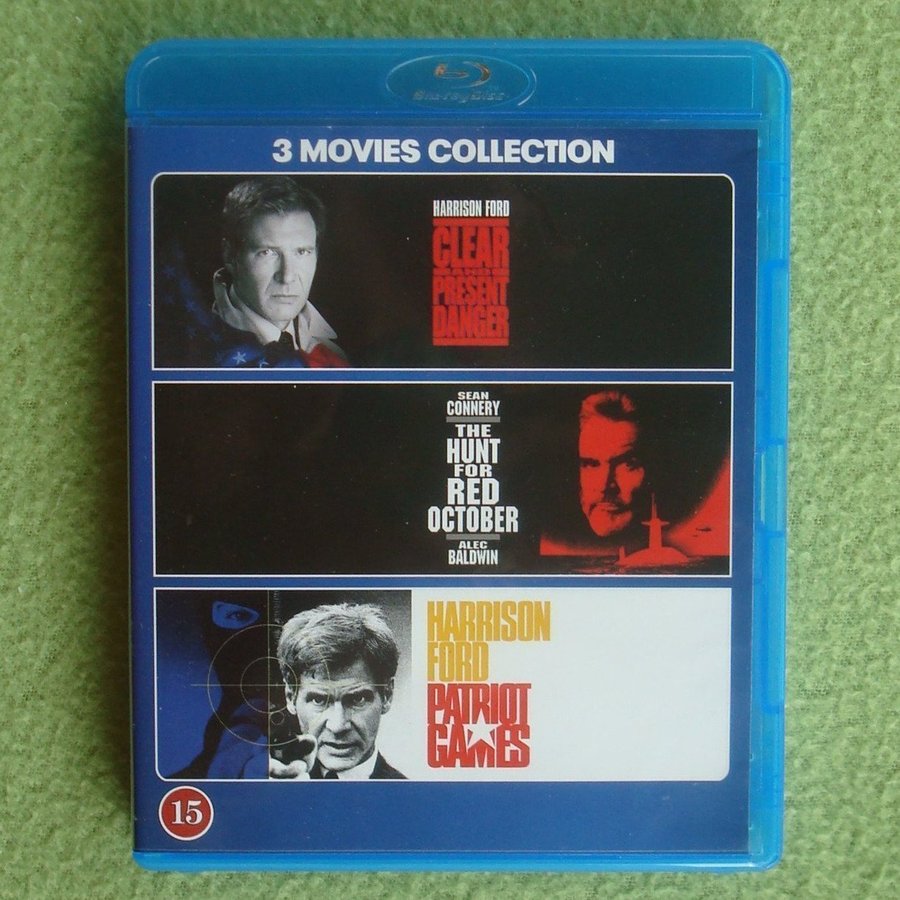 Blu-ray Disc
3 MOVIES COLLECTION
HARRISON FORD
CLEAR
AND
PRESENT
DANGER
SEAN
CONNERY
THE
HUNT
FOR
RED
OCTOBER
ALEC
BALDWIN
HARRISON
FORD
PATRIOT
GAMES
15